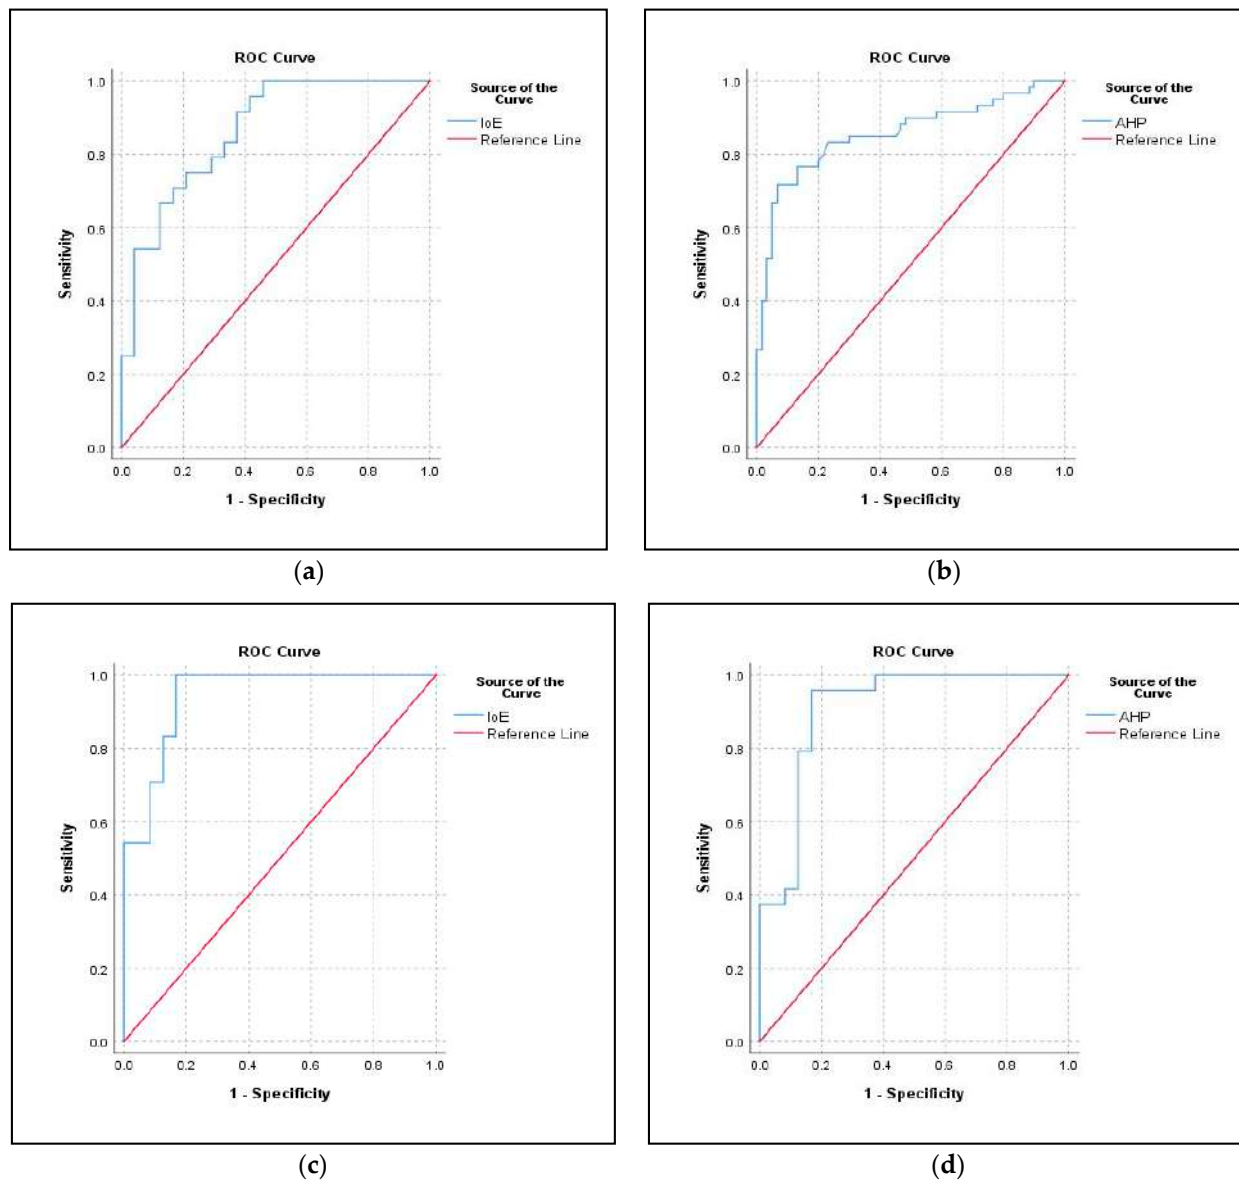 ROC Curve
Source of the
Curve
IoE
Reference Line
1.0
0.8
0.6
0.4
0.2
0.0
Sensitivity
0.0 0.2 0.4 0.6 0.8 1.0
1 - Specificity
(a)
ROC Curve
Source of the
Curve
AHP
Reference Line
1.0
0.8
0.6
0.4
0.2
0.0
Sensitivity
0.0 0.2 0.4 0.6 0.8 1.0
1 - Specificity
(b)
ROC Curve
Source of the
Curve
IoE
Reference Line
1.0
0.8
0.6
0.4
0.2
0.0
Sensitivity
0.0 0.2 0.4 0.6 0.8 1.0
1 - Specificity
(c)
ROC Curve
Source of the
Curve
AHP
Reference Line
1.0
0.8
0.6
0.4
0.2
0.0
Sensitivity
0.0 0.2 0.4 0.6 0.8 1.0
1 - Specificity
(d)